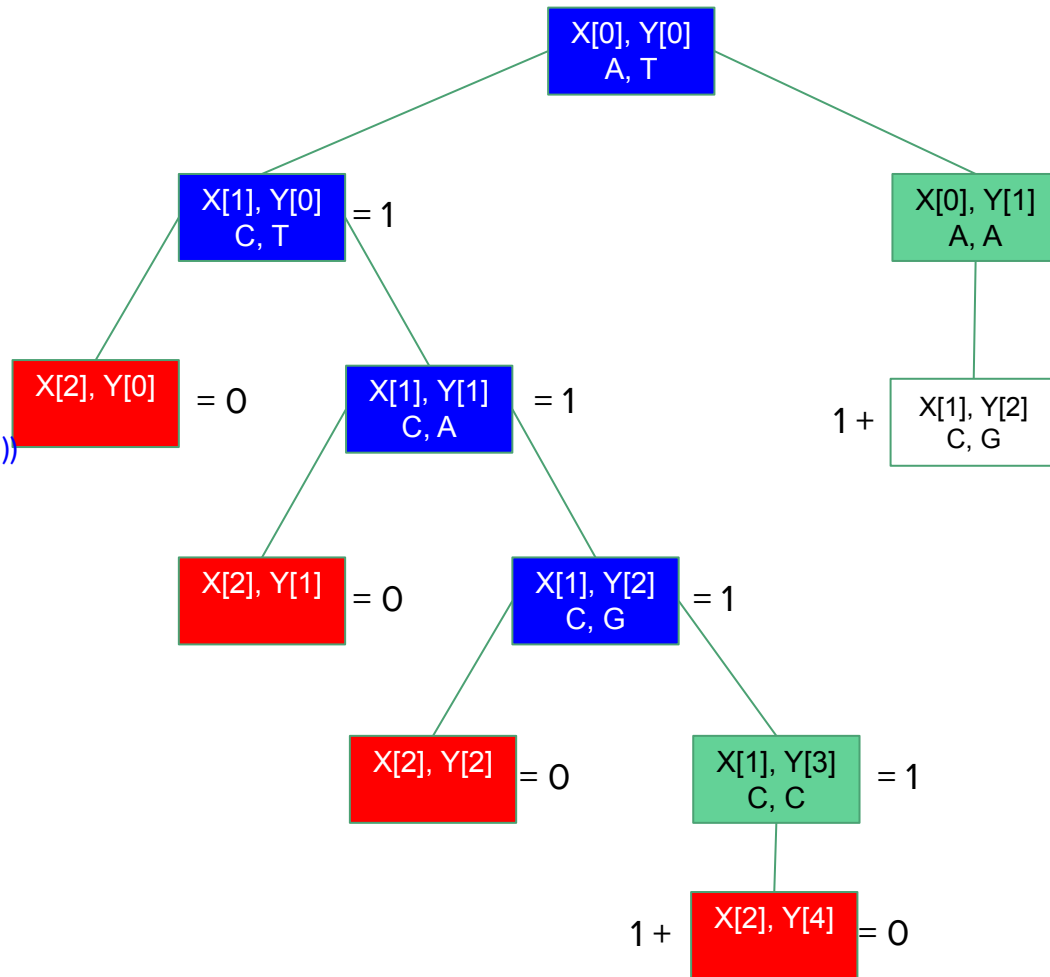 X[0], Y[0]
A, T
X[1], Y[0]
C, T
= 1
X[0], Y[1]
A, A
X[2], Y[0]
= 0
X[1], Y[1]
C, A
= 1
1 +
X[1], Y[2]
C, G
))
X[2], Y[1]
= 0
X[1], Y[2]
C, G
= 1
X[2], Y[2]
= 0
X[1], Y[3]
C, C
= 1
1 +
X[2], Y[4]
= 0